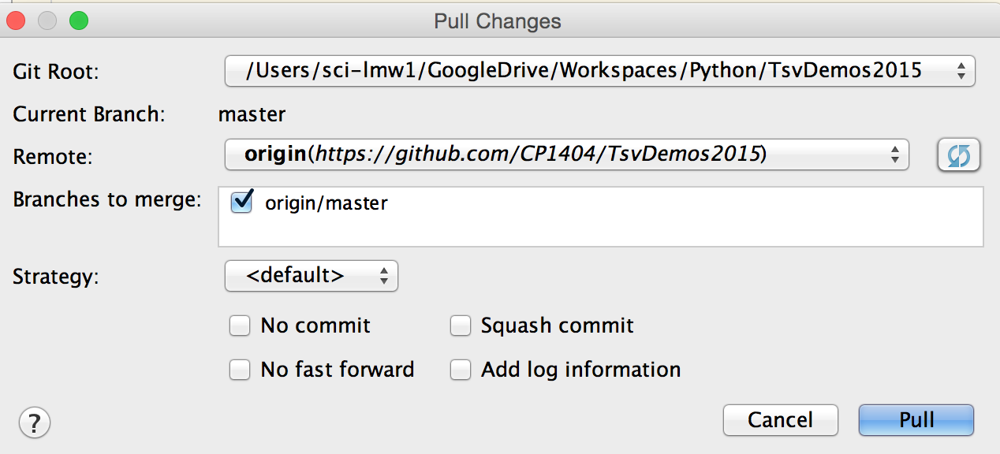 Pull Changes
Git Root: /Users/sci-lmw1/GoogleDrive/Workspaces/Python/TsvDemos2015
Current Branch: master
Remote: origin(https://github.com/CP1404/TsvDemos2015)
Branches to merge: origin/master
Strategy: <default>
No commit Squash commit
No fast forward Add log information
? Cancel Pull